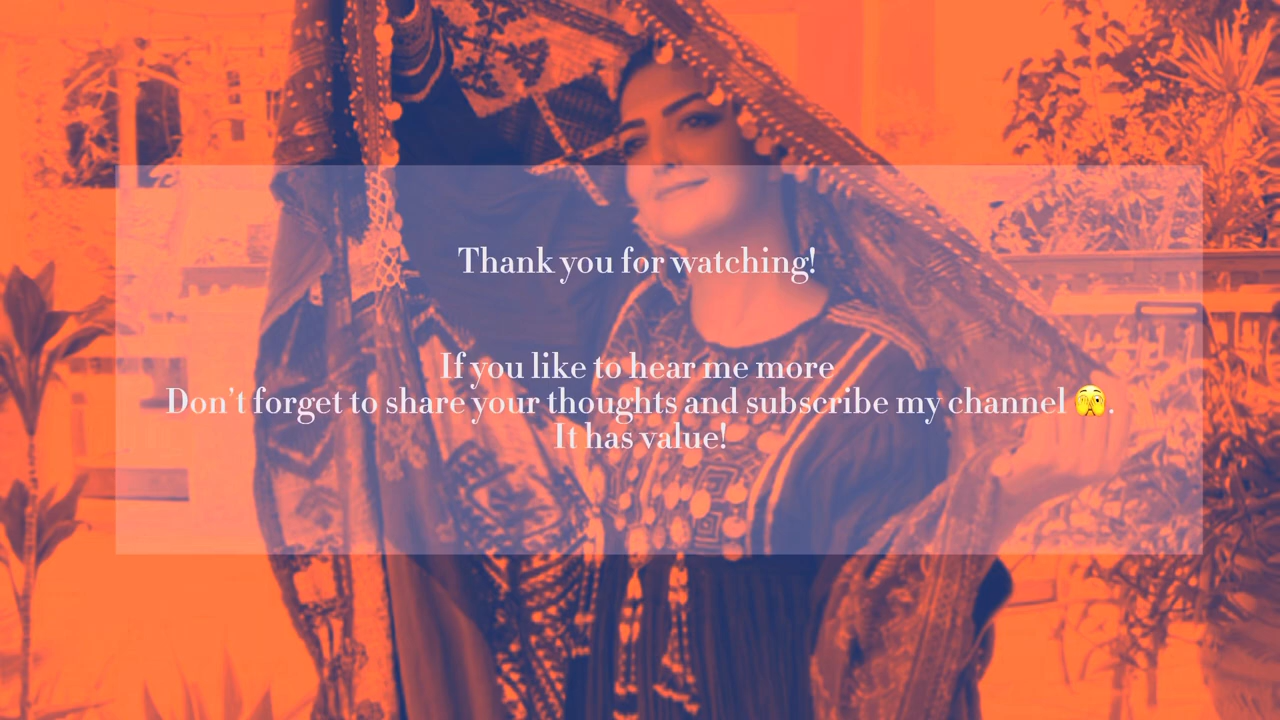 Thank you for watching!
If you like to hear me more
Don't forget to share your thoughts and subscribe my channel 🫣.
It has value!